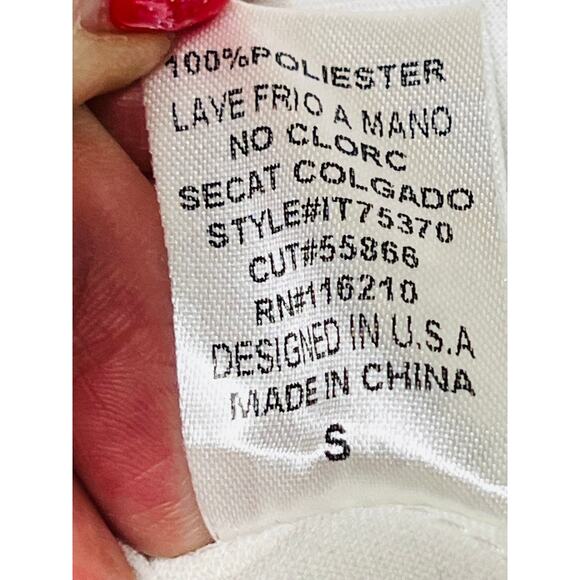 100%POLIESTER
LAVE FRIO A MANO
NO CLORC
SECAT COLGADO
STYLE#IT75370
CUT#55866
RN#116210
DESIGNED IN U.S.A
MADE IN CHINA
S